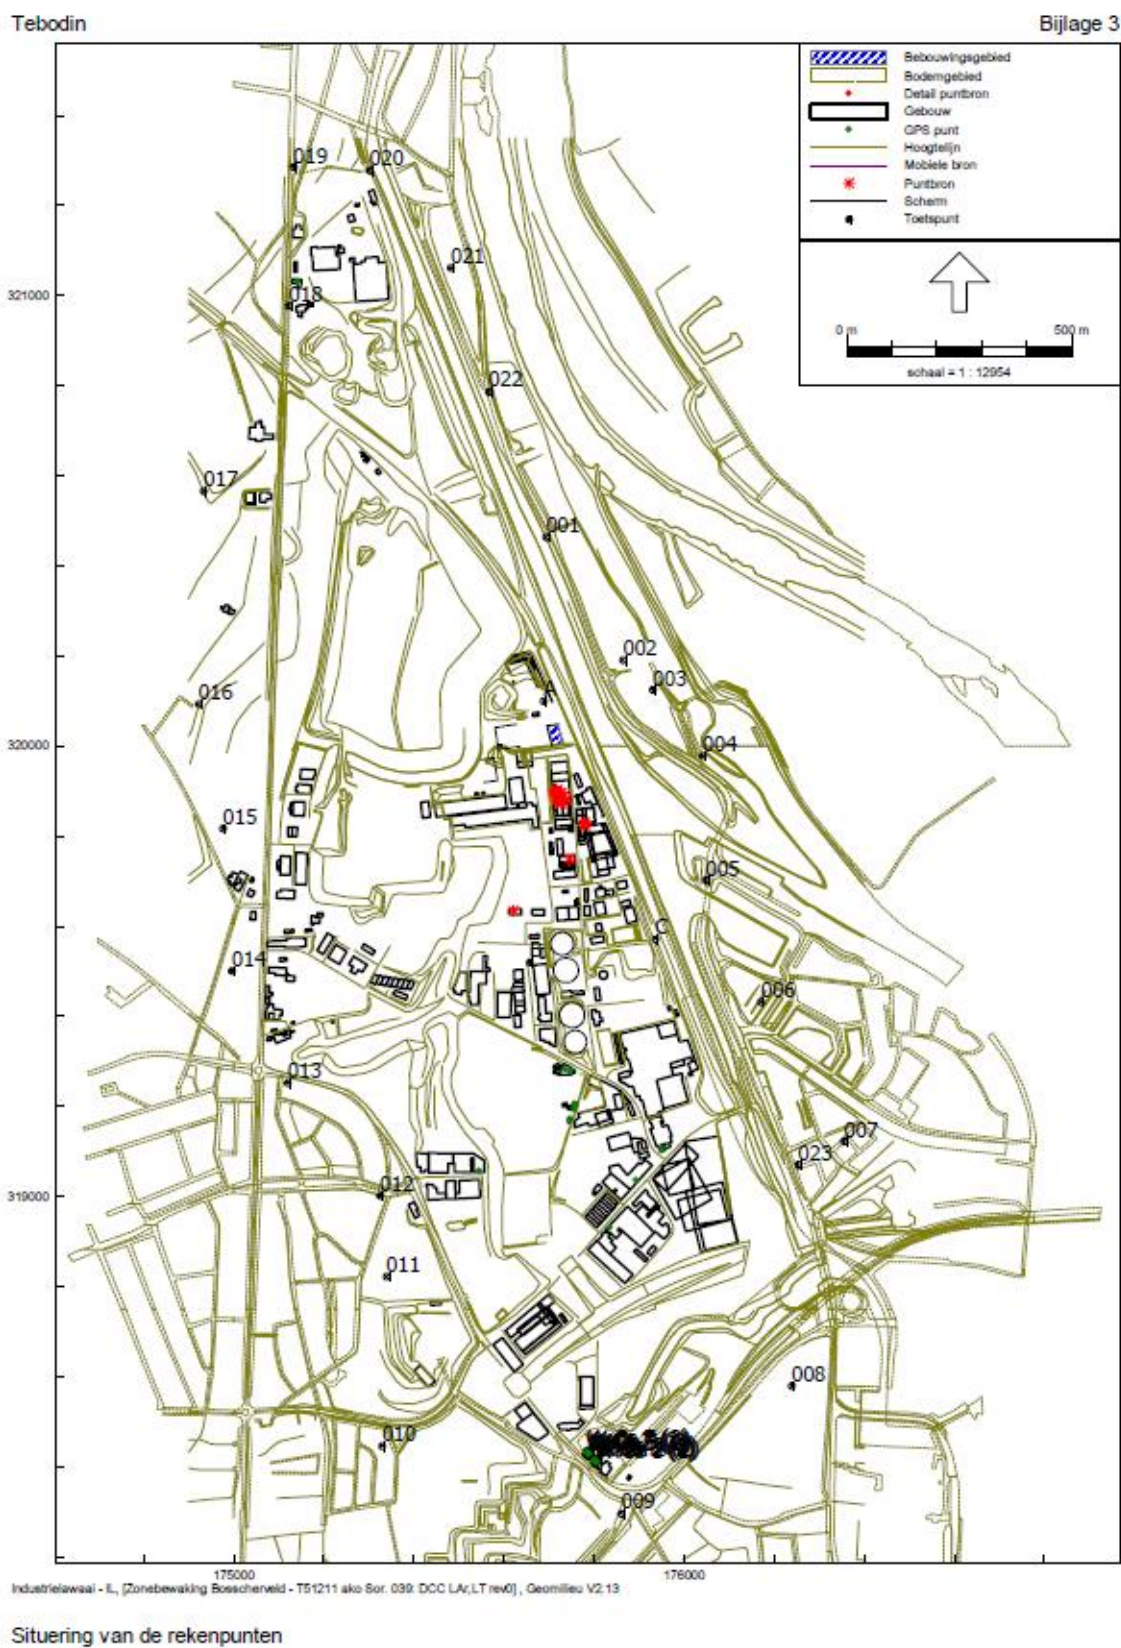 Tebodin
Bijlage 3
Bebouwingsgebied
Bodemgebied
Detail puntbron
Gebouw
GPS punt
Hoogtelijn
Mobiele bron
Puntbron
Scherm
Toetspunt
0 m 500 m
schaal = 1 : 12954
019
020
021
321000
018
022
017
001
002
003
016
A
004
320000
015
005
C
014
006
013
007
023
319000
012
011
008
010
009
175000
176000
Industrielawaai - IL, [Zonebewaking Bosscherveld - T51211 ako Sor. 039: DCC LAr,LT rev0] , Geomilieu V2.13
Situering van de rekenpunten